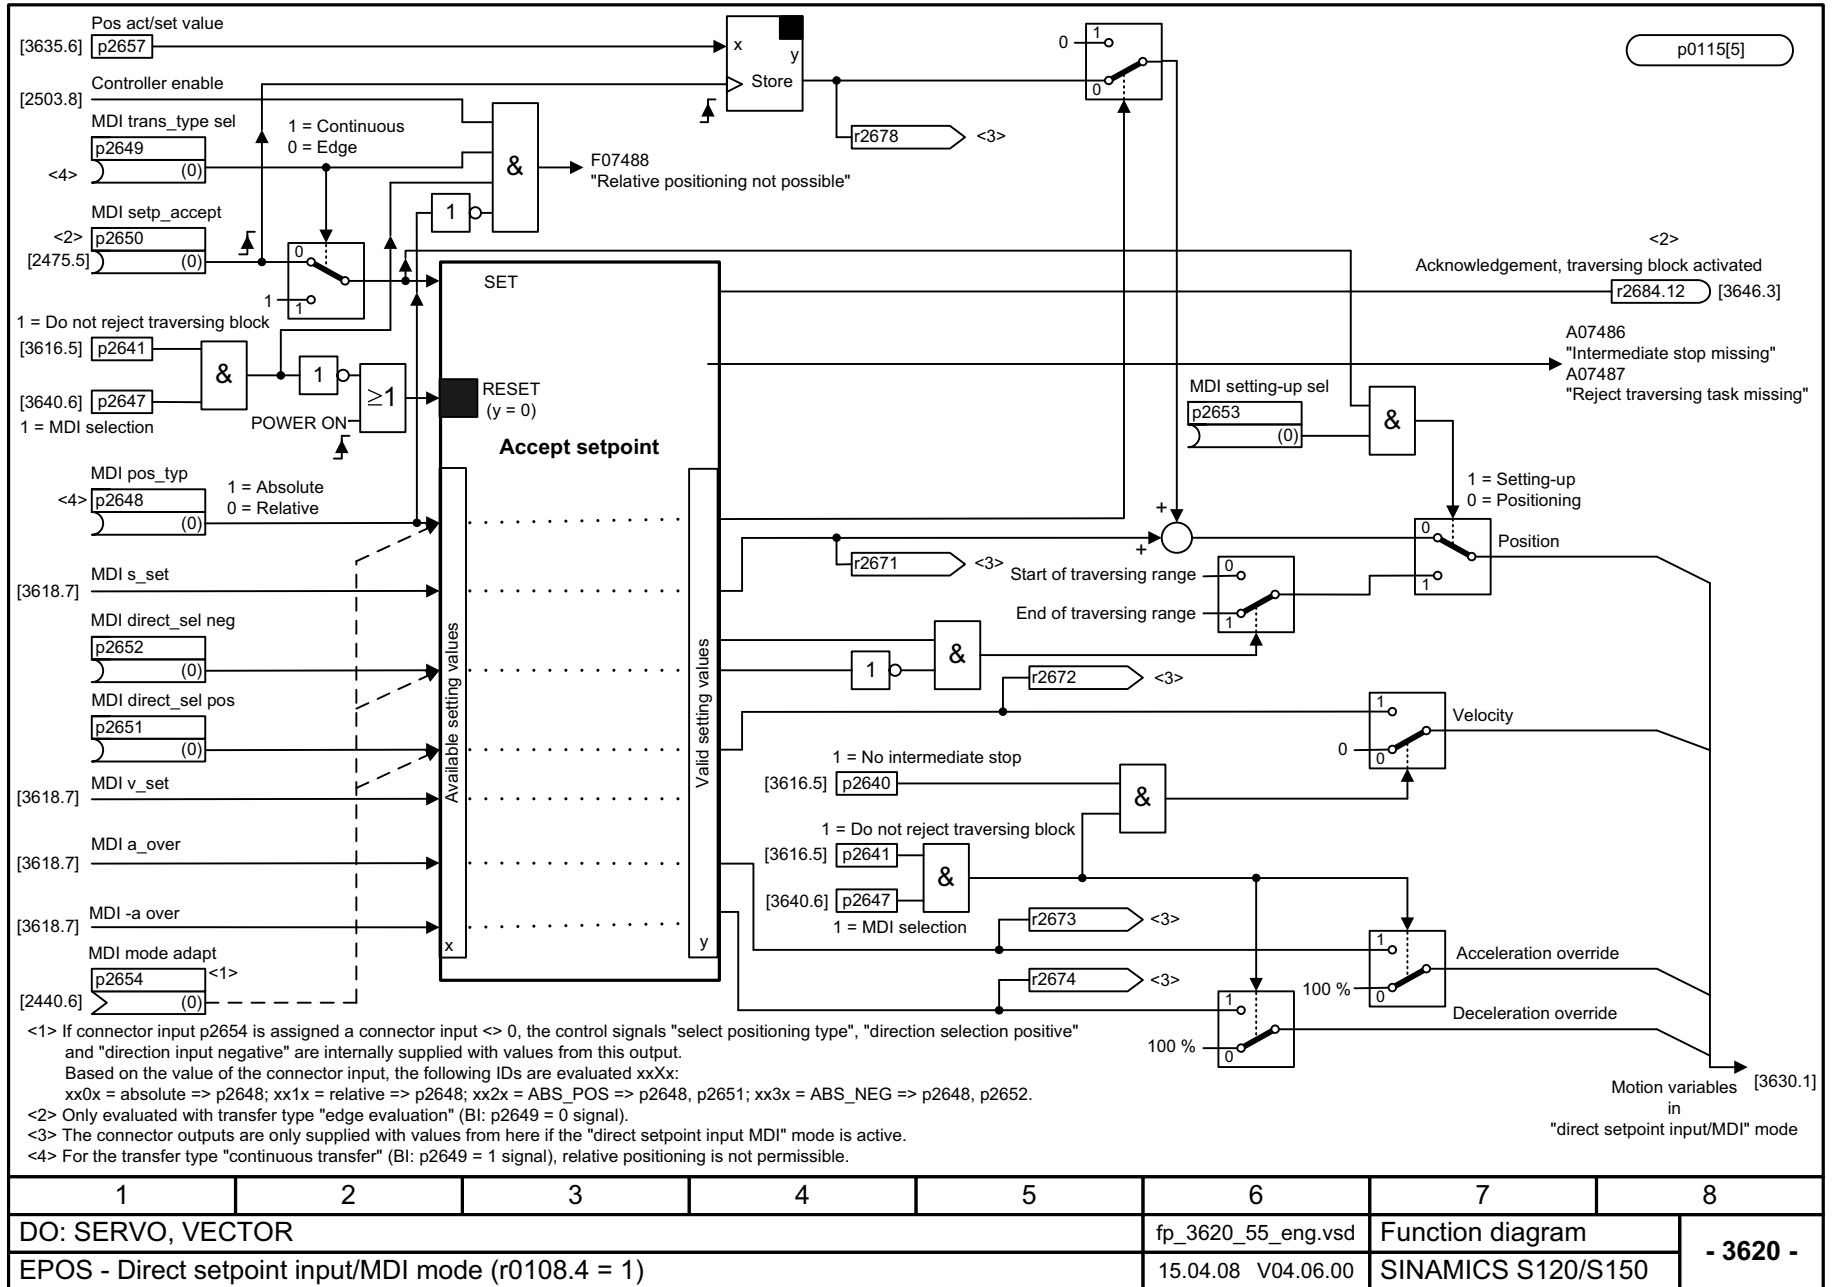 Pos act/set value
[3635.6] p2657
Controller enable
[2503.8]
MDI trans_type sel
p2649
<4> (0)
1 = Continuous
0 = Edge
MDI setp_accept
<2> p2650
[2475.5] (0)
0
1 1
x
y
Store
0 1
0
p0115[5]
r2678 <3>
&
1
F07488
"Relative positioning not possible"
<2>
Acknowledgement, traversing block activated
r2684.12 [3646.3]
A07486
"Intermediate stop missing"
A07487
"Reject traversing task missing"
1 = Do not reject traversing block
[3616.5] p2641
&
1
≥1
[3640.6] p2647
1 = MDI selection
POWER ON
SET
RESET
(y = 0)
Accept setpoint
MDI setting-up sel
p2653
(0)
&
1 = Setting-up
0 = Positioning
MDI pos_typ
<4> p2648
(0)
1 = Absolute
0 = Relative
MDI s_set
[3618.7]
MDI direct_sel neg
p2652
(0)
MDI direct_sel pos
p2651
(0)
MDI v_set
[3618.7]
MDI a_over
[3618.7]
MDI -a over
[3618.7]
MDI mode adapt
p2654 <1>
[2440.6] (0)
Available setting values
x
Valid setting values
y
+
+
r2671 <3>
0
1
Position
Start of traversing range 0
End of traversing range
1
&
1
r2672 <3>
1
Velocity
0
0
1 = No intermediate stop
[3616.5] p2640
&
1 = Do not reject traversing block
[3616.5] p2641
&
[3640.6] p2647
1 = MDI selection
r2673 <3>
1
Acceleration override
100 %
0
r2674 <3>
1
Deceleration override
100 %
0
Motion variables [3630.1]
in
"direct setpoint input/MDI" mode
<1> If connector input p2654 is assigned a connector input <> 0, the control signals "select positioning type", "direction selection positive"
and "direction input negative" are internally supplied with values from this output.
Based on the value of the connector input, the following IDs are evaluated xxXx:
xx0x = absolute => p2648; xx1x = relative => p2648; xx2x = ABS_POS => p2648, p2651; xx3x = ABS_NEG => p2648, p2652.
<2> Only evaluated with transfer type "edge evaluation" (BI: p2649 = 0 signal).
<3> The connector outputs are only supplied with values from here if the "direct setpoint input MDI" mode is active.
<4> For the transfer type "continuous transfer" (BI: p2649 = 1 signal), relative positioning is not permissible.
1 2 3 4 5 6 7 8
DO: SERVO, VECTOR fp_3620_55_eng.vsd Function diagram
- 3620 -
EPOS - Direct setpoint input/MDI mode (r0108.4 = 1) 15.04.08 V04.06.00 SINAMICS S120/S150